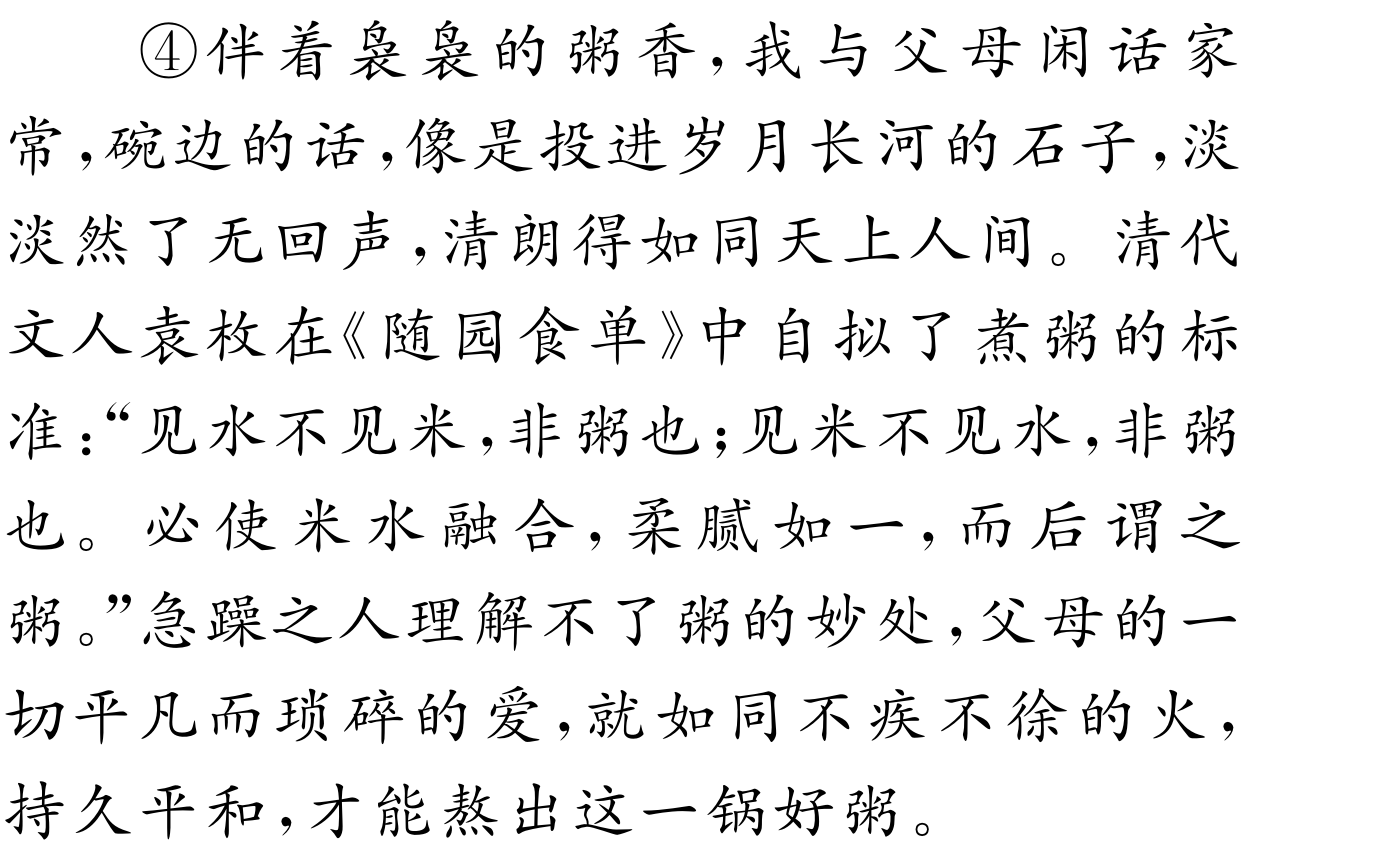 ④伴着袅袅的粥香,我与父母闲话家
常,碗边的话,像是投进岁月长河的石子,淡
淡然了无回声,清朗得如同天上人间。清代
文人袁枚在《随园食单》中自拟了煮粥的标
准:“见水不见米,非粥也;见米不见水,非粥
也。必使米水融合,柔腻如一,而后谓之
粥。”急躁之人理解不了粥的妙处,父母的一
切平凡而琐碎的爱,就如同不疾不徐的火,
持久平和,才能熬出这一锅好粥。